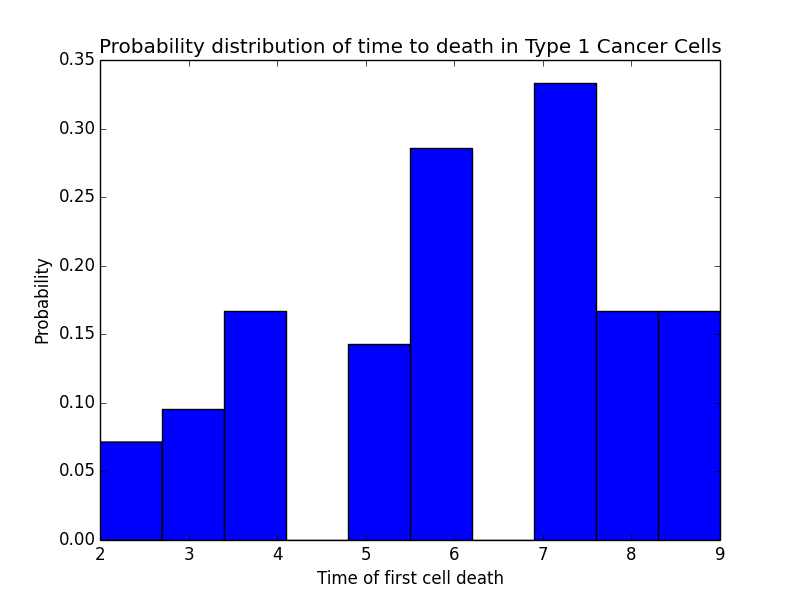 Probability distribution of time to death in Type 1 Cancer Cells
0.35
0.30
0.25
0.20
0.15
0.10
0.05
0.00
Probability
2 3 4 5 6 7 8 9
Time of first cell death